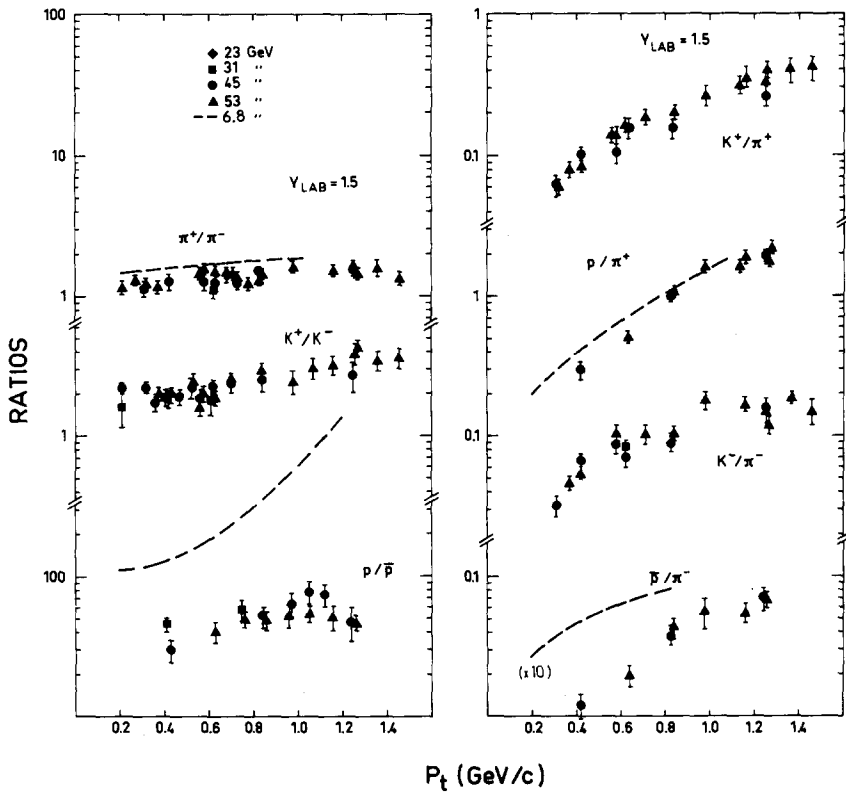 100
◆ 23 GeV
■ 31 "
● 45 "
▲ 53 "
--- 6.8 "
10
Y LAB = 1.5
π⁺/π⁻
1
K⁺/K⁻
1
100
p/p̄
0.2 0.4 0.6 0.8 1.0 1.2 1.4
RATIOS
1
Y LAB = 1.5
0.1
K⁺/π⁺
p/π⁺
1
0.1
K⁻/π⁻
0.1
p̄/π⁻
(x10)
0.2 0.4 0.6 0.8 1.0 1.2 1.4
Pt (GeV/c)